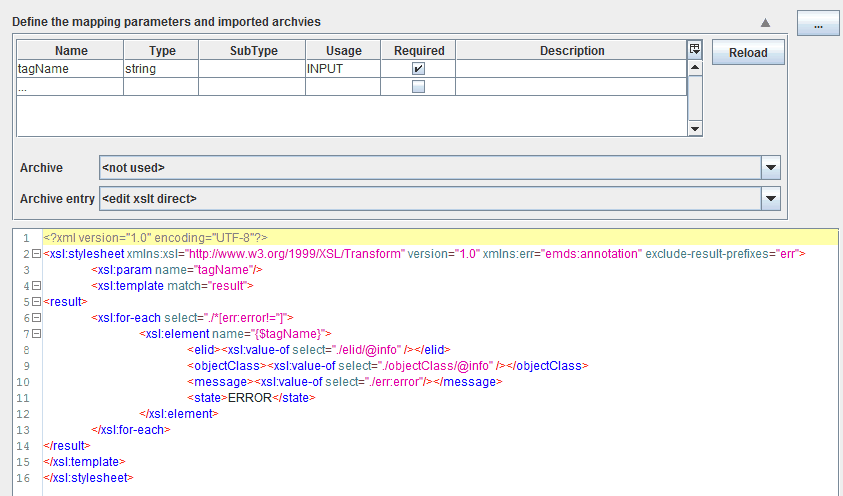 Define the mapping parameters and imported archvies
...
Name Type SubType Usage Required Description
Reload
tagName string INPUT
...
Archive <not used>
Archive entry <edit xslt direct>
1 <?xml version="1.0" encoding="UTF-8"?>
2 <xsl:stylesheet xmlns:xsl="http://www.w3.org/1999/XSL/Transform" version="1.0" xmlns:err="emds:annotation" exclude-result-prefixes="err">
3 <xsl:param name="tagName"/>
4 <xsl:template match="result">
5 <result>
6 <xsl:for-each select="./*[err:error!='']">
7 <xsl:element name="{$tagName}">
8 <elid><xsl:value-of select="./elid/@info" /></elid>
9 <objectClass><xsl:value-of select="./objectClass/@info" /></objectClass>
10 <message><xsl:value-of select="./err:error"/></message>
11 <state>ERROR</state>
12 </xsl:element>
13 </xsl:for-each>
14 </result>
15 </xsl:template>
16 </xsl:stylesheet>